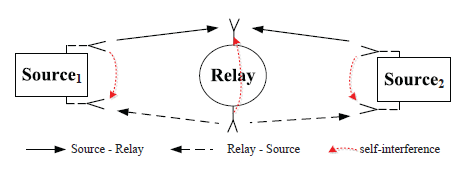 Source1
Relay
Source2
Source - Relay
Relay - Source
self-interference